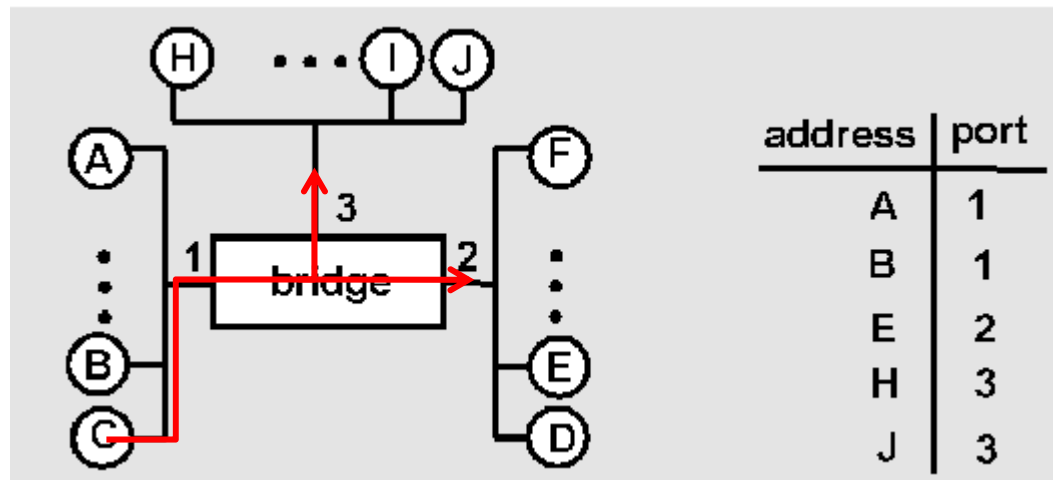 H I J
A F
3
1 bridge 2
B E
C D
address port
A 1
B 1
E 2
H 3
J 3